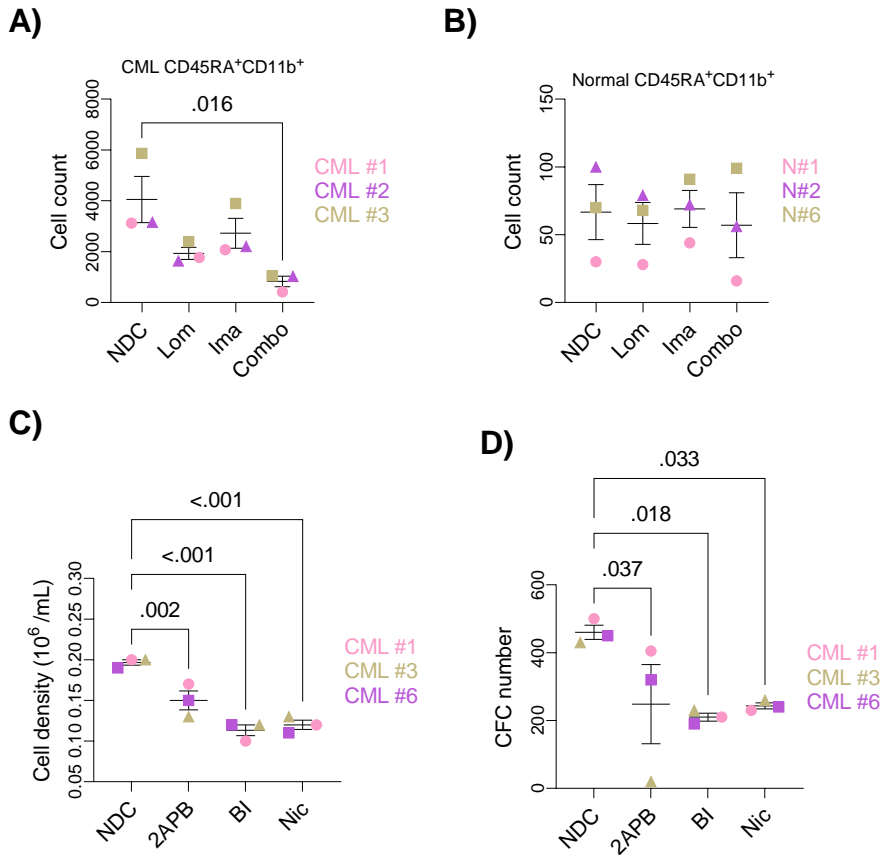 A)
CML CD45RA⁺CD11b⁺
Cell count
8000
6000
4000
2000
0
.016
NDC
Lom
Ima
Combo
CML #1
CML #2
CML #3
B)
Normal CD45RA⁺CD11b⁺
Cell count
150
100
50
0
NDC
Lom
Ima
Combo
N#1
N#2
N#6
C)
Cell density (10⁶ /mL)
0.30
0.25
0.20
0.15
0.10
0.05
<.001
<.001
.002
NDC
2APB
BI
Nic
CML #1
CML #3
CML #6
D)
CFC number
600
400
200
0
.033
.018
.037
NDC
2APB
BI
Nic
CML #1
CML #3
CML #6